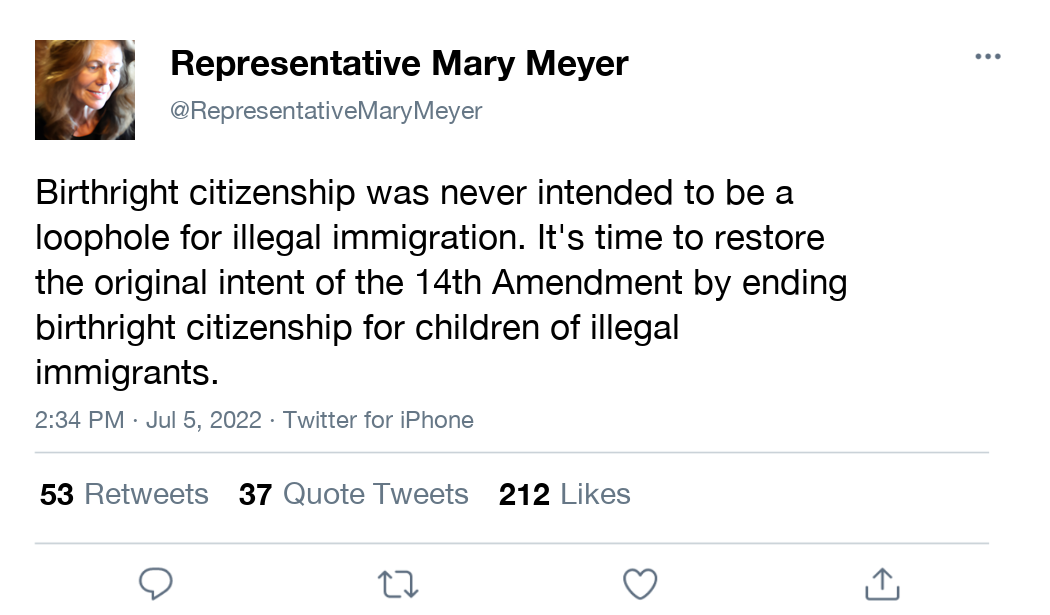 Representative Mary Meyer
@RepresentativeMaryMeyer
Birthright citizenship was never intended to be a
loophole for illegal immigration. It's time to restore
the original intent of the 14th Amendment by ending
birthright citizenship for children of illegal
immigrants.
2:34 PM · Jul 5, 2022 · Twitter for iPhone
53 Retweets 37 Quote Tweets 212 Likes